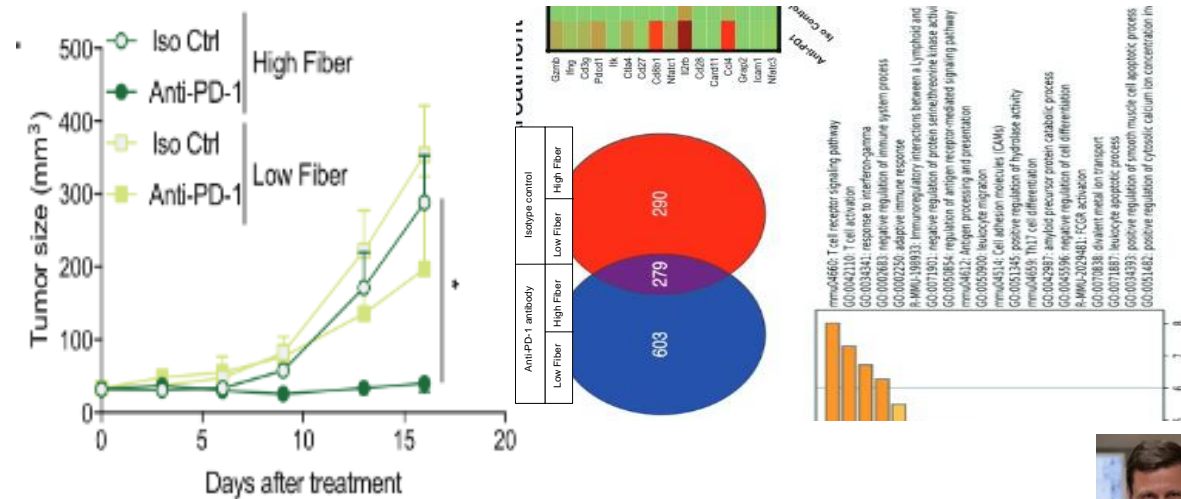 Tumor size (mm³)
500
400
300
200
100
0
0
5
10
15
20
Days after treatment
Iso Ctrl
Anti-PD-1
High Fiber
Iso Ctrl
Anti-PD-1
Low Fiber
*
Iso Control
Anti-PD1
Gzmb
Ifng
Cd3g
Pdcd1
Itk
Ctla4
Cd27
Cd8b1
Nfatc1
Il2rb
Cd28
Card11
Ccl4
Grap2
Icam1
Nfatc3
Isotype control
High Fiber
Low Fiber
Anti-PD-1 antibody
High Fiber
Low Fiber
290
279
603
mmu04660: T cell receptor signaling pathway
GO:0042110: T cell activation
GO:0034341: response to interferon-gamma
GO:0002683: negative regulation of immune system process
GO:0002250: adaptive immune response
R-MMU-198933: Immunoregulatory interactions between a Lymphoid and
GO:0071901: negative regulation of protein serine/threonine kinase activi
GO:0050854: regulation of antigen receptor-mediated signaling pathway
mmu04612: Antigen processing and presentation
GO:0050900: leukocyte migration
mmu04514: Cell adhesion molecules (CAMs)
GO:0051345: positive regulation of hydrolase activity
mmu04659: Th17 cell differentiation
GO:0042987: amyloid precursor protein catabolic process
GO:0045596: negative regulation of cell differentiation
R-MMU-2029481: FCGR activation
GO:0070838: divalent metal ion transport
GO:0071887: leukocyte apoptotic process
GO:0034393: positive regulation of smooth muscle cell apoptotic process
GO:0051482: positive regulation of cytosolic calcium ion concentration in